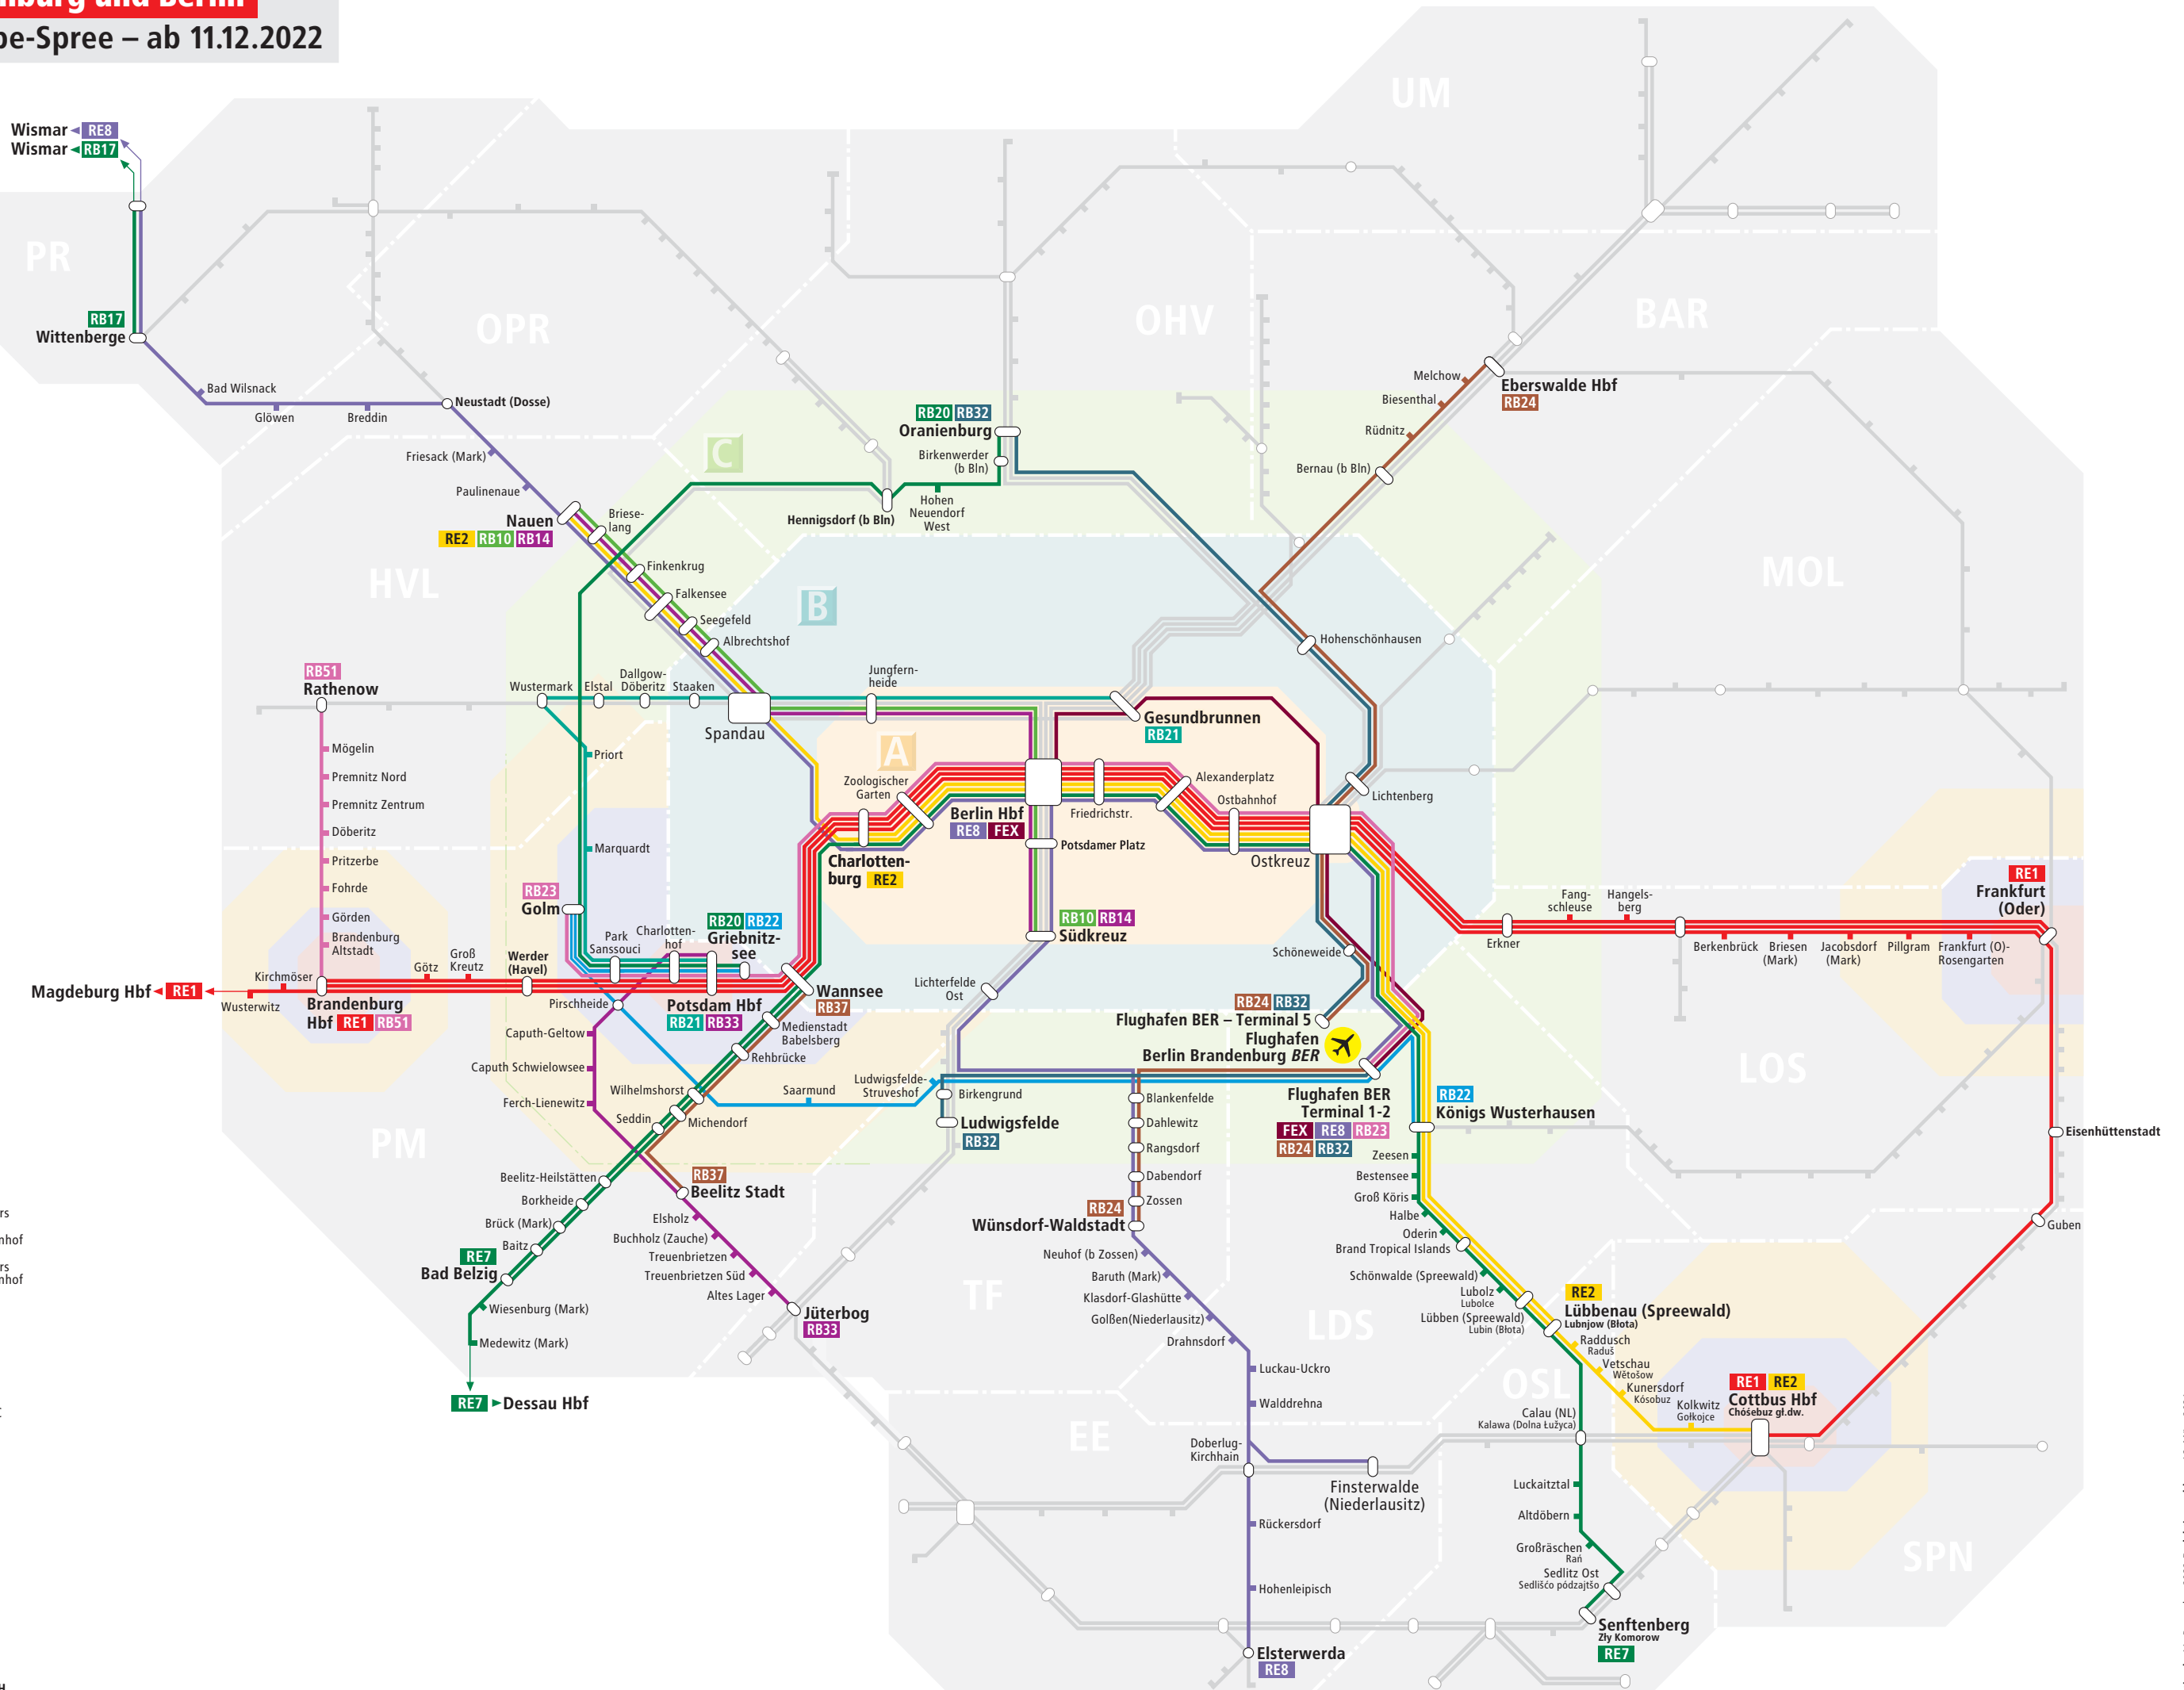 be-Spree – ab 11.12.2022
Wismar RE8
Wismar RB17
PR
OPR
UM
OHV
BAR
MOL
HVL
PM
TF
LDS
LOS
EE
OSL
SPN
A
B
C
RB17
Wittenberge
Bad Wilsnack
Glöwen
Breddin
Neustadt (Dosse)
Friesack (Mark)
Paulinenaue
Nauen
RE2 RB10 RB14
Briese-
lang
Finkenkrug
Falkensee
Seegefeld
Albrechtshof
RB20 RB32
Oranienburg
Birkenwerder
(b Bln)
Hohen
Neuendorf
West
Hennigsdorf (b Bln)
Melchow
Biesenthal
Rüdnitz
Bernau (b Bln)
Eberswalde Hbf
RB24
Hohenschönhausen
RB51
Rathenow
Mögelin
Premnitz Nord
Premnitz Zentrum
Döberitz
Pritzerbe
Fohrde
Görden
Brandenburg
Altstadt
Wustermark
Elstal
Dallgow-
Döberitz
Staaken
Spandau
Jungfern-
heide
Gesundbrunnen
RB21
Priort
Marquardt
Zoologischer
Garten
Berlin Hbf
RE8 FEX
Friedrichstr.
Alexanderplatz
Ostbahnhof
Lichtenberg
Ostkreuz
Potsdamer Platz
Charlotten-
burg RE2
RB10 RB14
Südkreuz
RB23
Golm
Park
Sanssouci
Charlotten-
hof
RB20 RB22
Griebnitz-
see
Werder
(Havel)
Groß
Kreutz
Götz
Kirchmöser
Wusterwitz
Magdeburg Hbf RE1
Brandenburg
Hbf RE1 RB51
Pirschheide
Potsdam Hbf
RB21 RB33
Wannsee
RB37
Medienstadt
Babelsberg
Rehbrücke
Caputh-Geltow
Caputh Schwielowsee
Ferch-Lienewitz
Wilhelmshorst
Seddin
Michendorf
Saarmund
Ludwigsfelde-
Struveshof
Lichterfelde
Ost
Birkengrund
Ludwigsfelde
RB32
Beelitz-Heilstätten
Borkheide
Brück (Mark)
Baitz
RE7
Bad Belzig
Wiesenburg (Mark)
Medewitz (Mark)
RE7 Dessau Hbf
RB37
Beelitz Stadt
Elsholz
Buchholz (Zauche)
Treuenbrietzen
Treuenbrietzen Süd
Altes Lager
Jüterbog
RB33
Schöneweide
RB24 RB32
Flughafen BER – Terminal 5
Flughafen
Berlin Brandenburg BER
Flughafen BER
Terminal 1-2
FEX RE8 RB23
RB24 RB32
Blankenfelde
Dahlewitz
Rangsdorf
Dabendorf
Zossen
RB24
Wünsdorf-Waldstadt
Neuhof (b Zossen)
Baruth (Mark)
Klasdorf-Glashütte
Golßen(Niederlausitz)
Drahnsdorf
Luckau-Uckro
Walddrehna
Doberlug-
Kirchhain
Finsterwalde
(Niederlausitz)
Rückersdorf
Hohenleipisch
Elsterwerda
RE8
RB22
Königs Wusterhausen
Zeesen
Bestensee
Groß Köris
Halbe
Oderin
Brand Tropical Islands
Schönwalde (Spreewald)
Lubolz
Lubolce
Lübben (Spreewald)
Lubin (Błota)
RE2
Lübbenau (Spreewald)
Lubnjow (Błota)
Raddusch
Raduš
Vetschau
Wětošow
Kunersdorf
Kósobuz
Kolkwitz
Gołkojce
RE1 RE2
Cottbus Hbf
Chóśebuz gł.dw.
Calau (NL)
Kalawa (Dolna Łużyca)
Luckaitztal
Altdöbern
Großräschen
Rań
Sedlitz Ost
Sedlišćo pódzajtšo
Senftenberg
Zły Komorow
RE7
Erkner
Fang-
schleuse
Hangels-
berg
Berkenbrück
Briesen
(Mark)
Jacobsdorf
(Mark)
Pillgram
Frankfurt (O)-
Rosengarten
RE1
Frankfurt
(Oder)
Eisenhüttenstadt
Guben